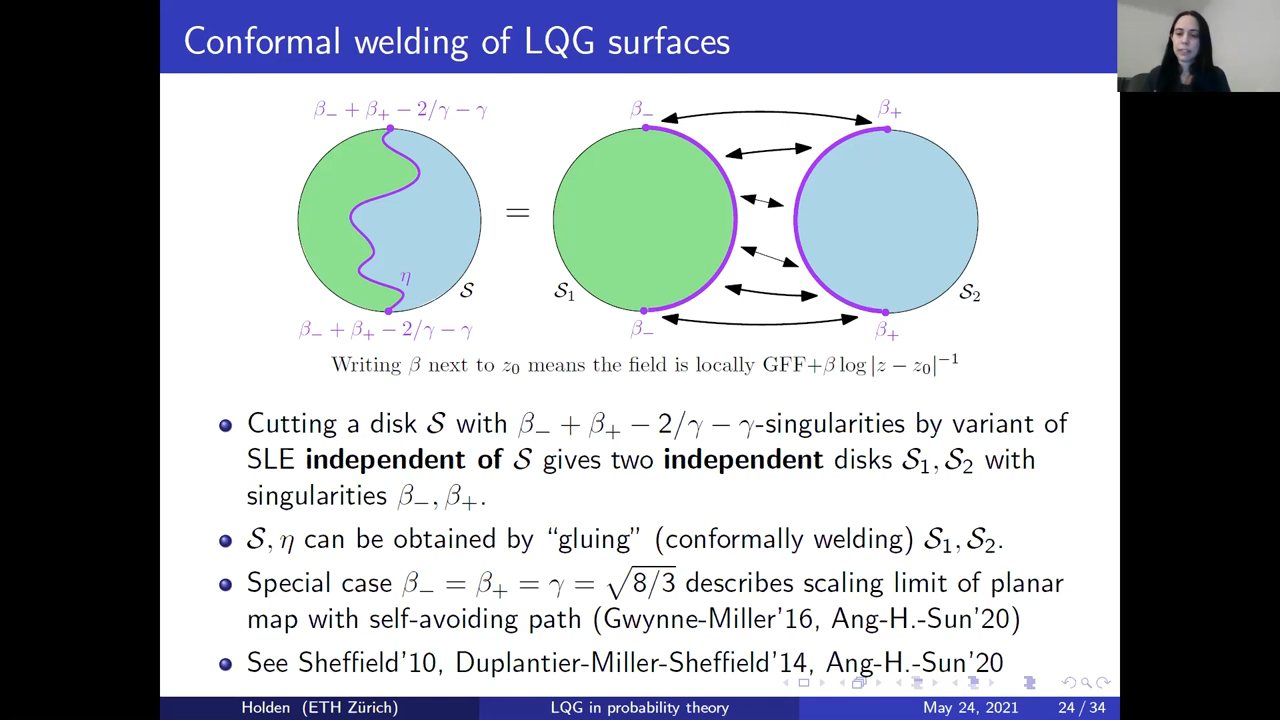 Conformal welding of LQG surfaces
β₋ + β₊ − 2/γ − γ
β₋
β₊
=
η
S
S₁
S₂
β₋ + β₊ − 2/γ − γ
β₋
β₊
Writing β next to z₀ means the field is locally GFF+β log |z − z₀|⁻¹
Cutting a disk S with β₋ + β₊ − 2/γ − γ-singularities by variant of
SLE independent of S gives two independent disks S₁, S₂ with
singularities β₋, β₊.
S, η can be obtained by “gluing” (conformally welding) S₁, S₂.
Special case β₋ = β₊ = γ = √8/3 describes scaling limit of planar
map with self-avoiding path (Gwynne-Miller'16, Ang-H.-Sun'20)
See Sheffield'10, Duplantier-Miller-Sheffield'14, Ang-H.-Sun'20
Holden (ETH Zürich)
LQG in probability theory
May 24, 2021
24 / 34